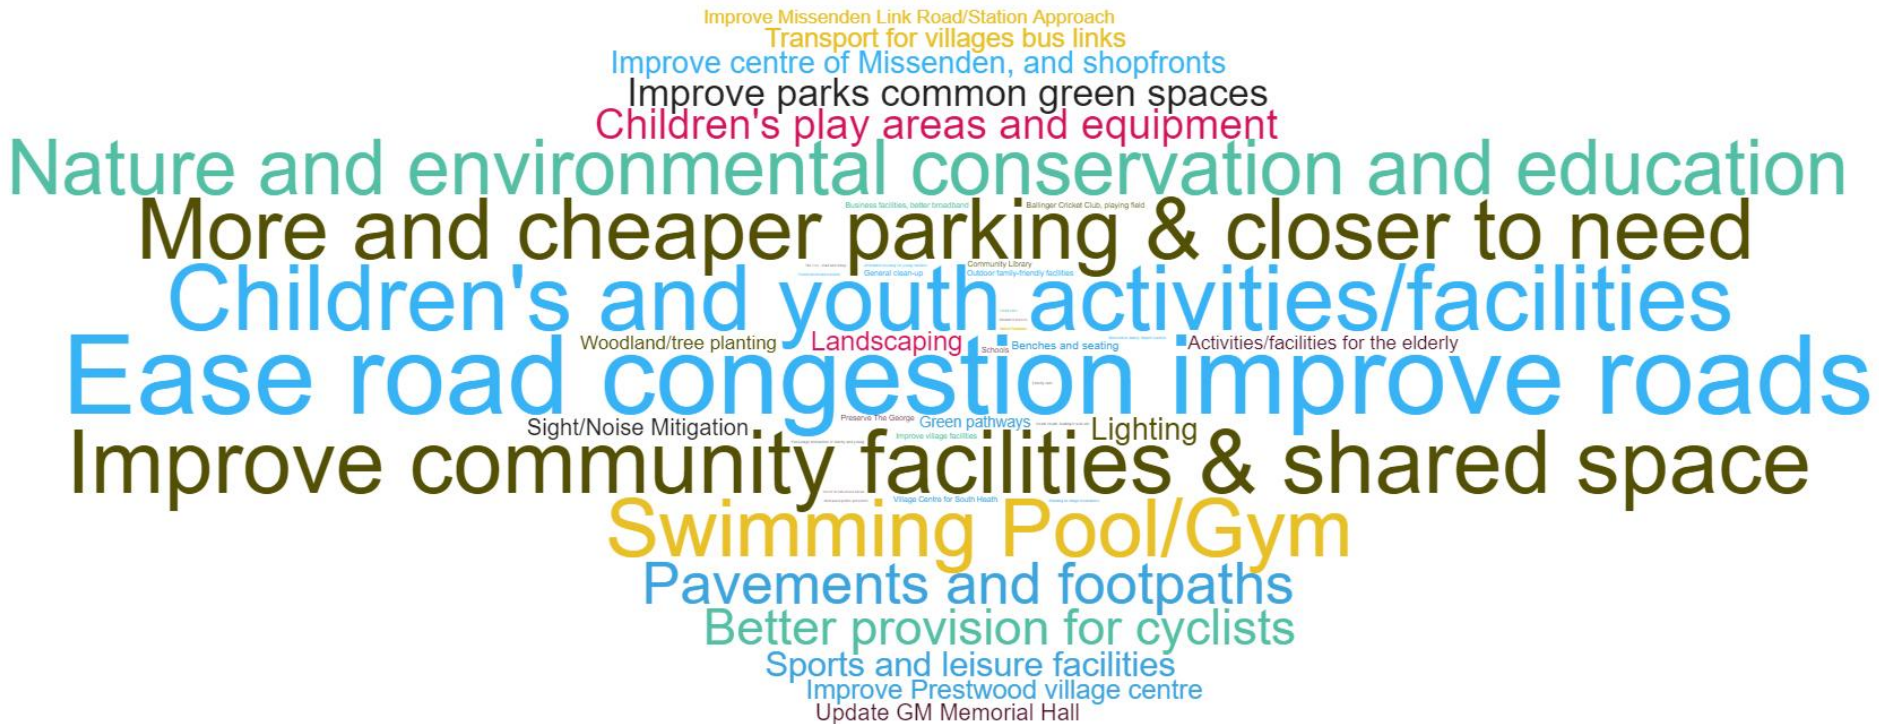 Improve Missenden Link Road/Station Approach
Transport for villages bus links
Improve centre of Missenden, and shopfronts
Improve parks common green spaces
Children's play areas and equipment
Nature and environmental conservation and education
Business facilities, better broadband
Ballinger Cricket Club, playing field
More and cheaper parking & closer to need
Community Library
General clean-up
Outdoor family-friendly facilities
Children's and youth activities/facilities
Woodland/tree planting
Landscaping
Schools
Benches and seating
Activities/facilities for the elderly
Ease road congestion improve roads
Preserve The George
Sight/Noise Mitigation
Green pathways
Lighting
Improve village facilities
Improve community facilities & shared space
Village Centre for South Heath
Swimming Pool/Gym
Pavements and footpaths
Better provision for cyclists
Sports and leisure facilities
Improve Prestwood village centre
Update GM Memorial Hall